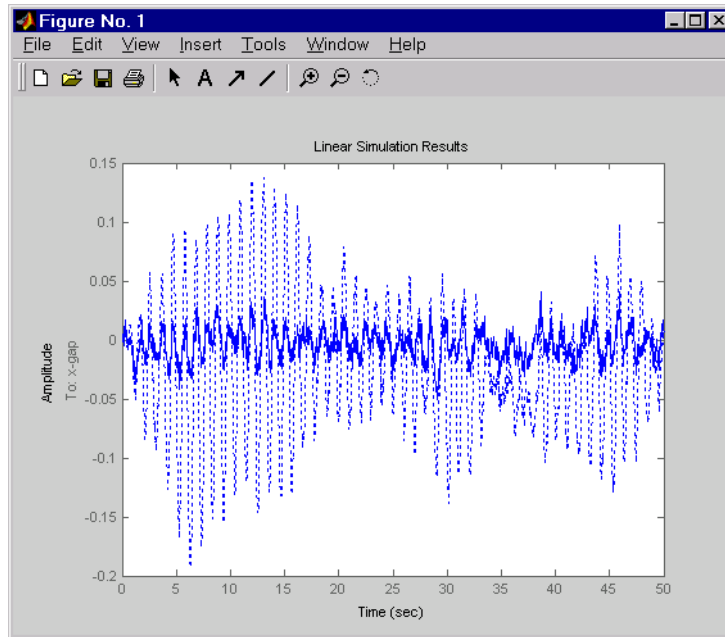 Figure No. 1
File Edit View Insert Tools Window Help
A
Linear Simulation Results
0.15
0.1
0.05
0
-0.05
-0.1
-0.15
-0.2
Amplitude
To: x-gap
0 5 10 15 20 25 30 35 40 45 50
Time (sec)